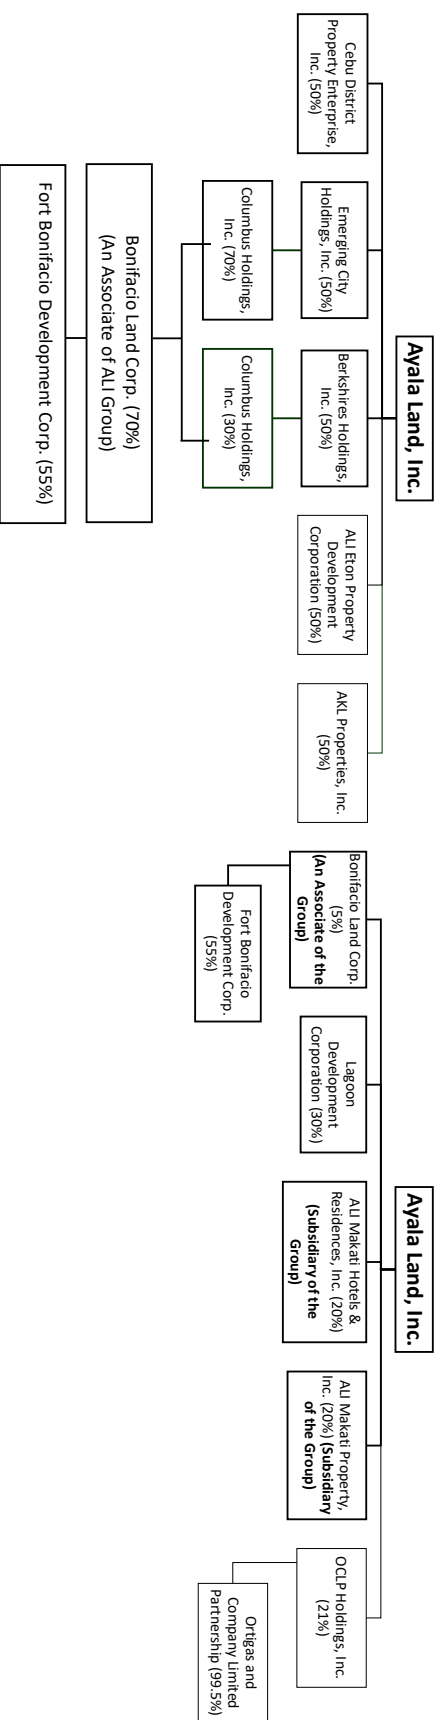 Ayala Land, Inc.
Cebu District
Property Enterprise,
Inc. (50%)
Emerging City
Holdings, Inc. (50%)
Berkshires Holdings,
Inc. (50%)
ALI Eton Property
Development
Corporation (50%)
AKL Properties, Inc.
(50%)
Columbus Holdings,
Inc. (70%)
Columbus Holdings,
Inc. (30%)
Bonifacio Land Corp. (70%)
(An Associate of ALI Group)
Fort Bonifacio Development Corp. (55%)
Ayala Land, Inc.
Bonifacio Land Corp.
(5%)
(An Associate of the
Group)
Lagoon
Development
Corporation (30%)
ALI Makati Hotels &
Residences, Inc. (20%)
(Subsidiary of the
Group)
ALI Makati Property,
Inc. (20%) (Subsidiary
of the Group)
OCLP Holdings, Inc.
(21%)
Fort Bonifacio
Development Corp.
(55%)
Ortigas and
Company Limited
Partnership (99.5%)